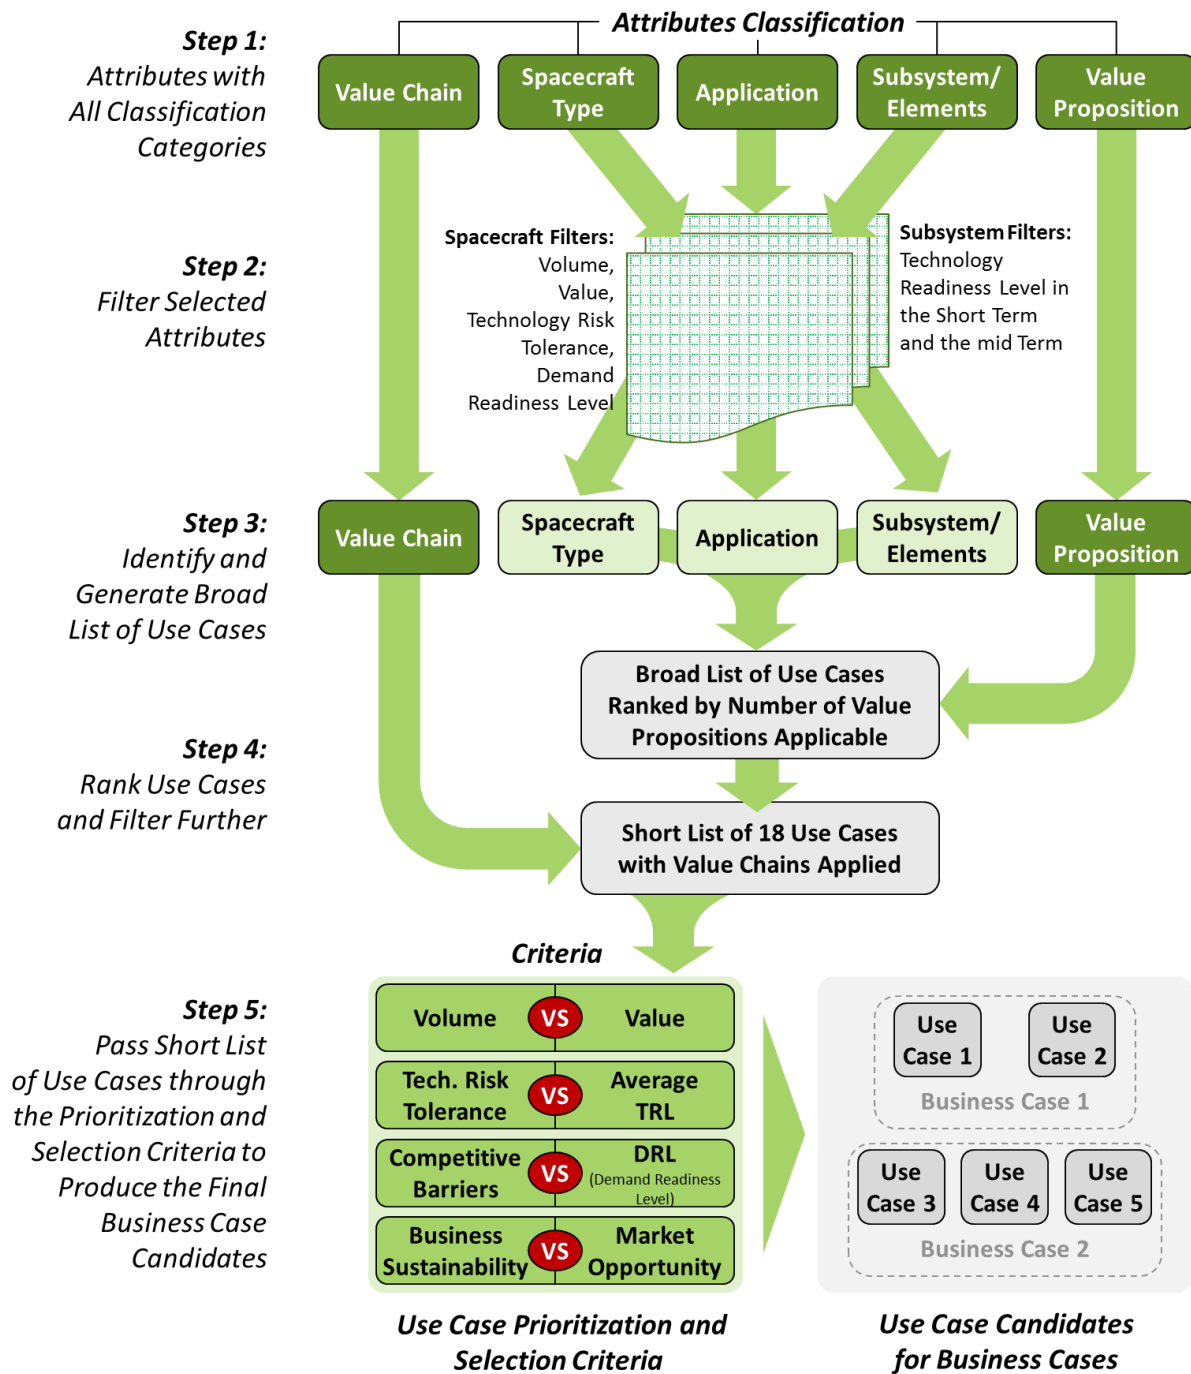 Attributes Classification
Step 1:
Attributes with
All Classification
Categories
Value Chain
Spacecraft
Type
Application
Subsystem/
Elements
Value
Proposition
Step 2:
Filter Selected
Attributes
Spacecraft Filters:
Volume,
Value,
Technology Risk
Tolerance,
Demand
Readiness Level
Subsystem Filters:
Technology
Readiness Level in
the Short Term
and the mid Term
Step 3:
Identify and
Generate Broad
List of Use Cases
Value Chain
Spacecraft
Type
Application
Subsystem/
Elements
Value
Proposition
Broad List of Use Cases
Ranked by Number of Value
Propositions Applicable
Step 4:
Rank Use Cases
and Filter Further
Short List of 18 Use Cases
with Value Chains Applied
Step 5:
Pass Short List
of Use Cases through
the Prioritization and
Selection Criteria to
Produce the Final
Business Case
Candidates
Criteria
Volume
VS
Value
Tech. Risk
Tolerance
VS
Average
TRL
Competitive
Barriers
VS
DRL
(Demand Readiness
Level)
Business
Sustainability
VS
Market
Opportunity
Use Case Prioritization and
Selection Criteria
Use
Case 1
Use
Case 2
Business Case 1
Use
Case 3
Use
Case 4
Use
Case 5
Business Case 2
Use Case Candidates
for Business Cases